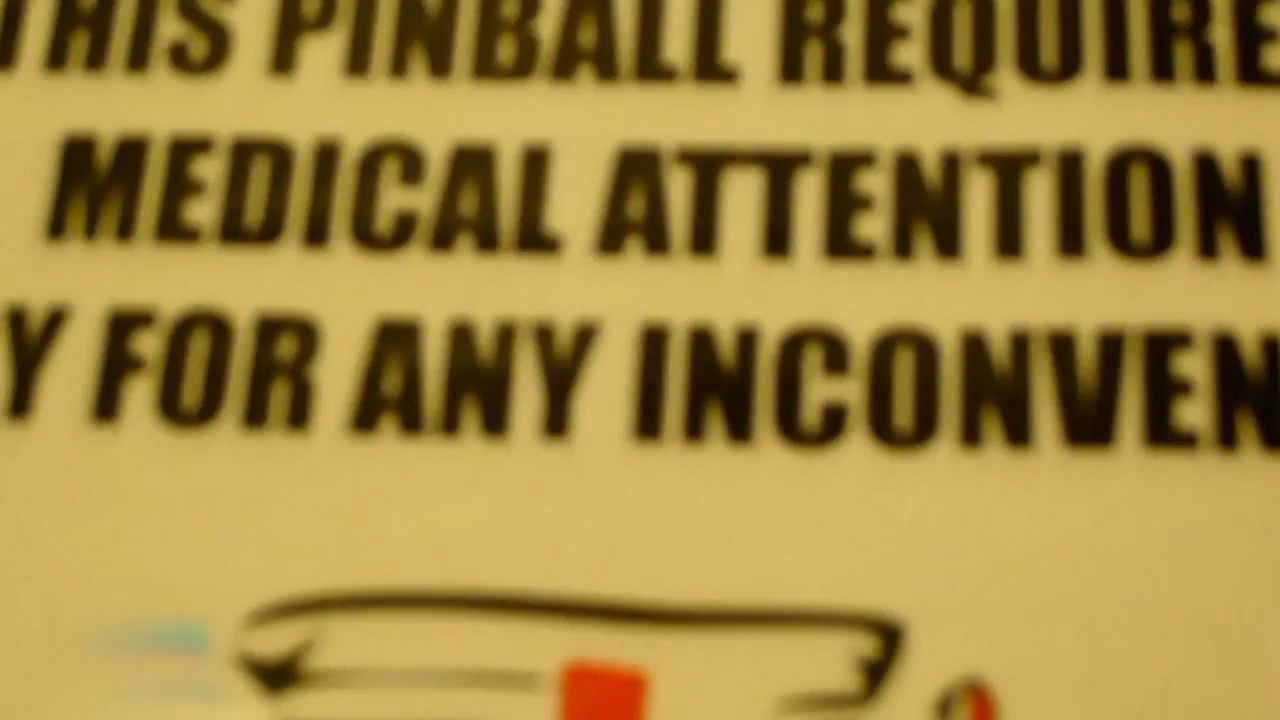 THIS PINBALL REQUIRE
MEDICAL ATTENTION
Y FOR ANY INCONVEN